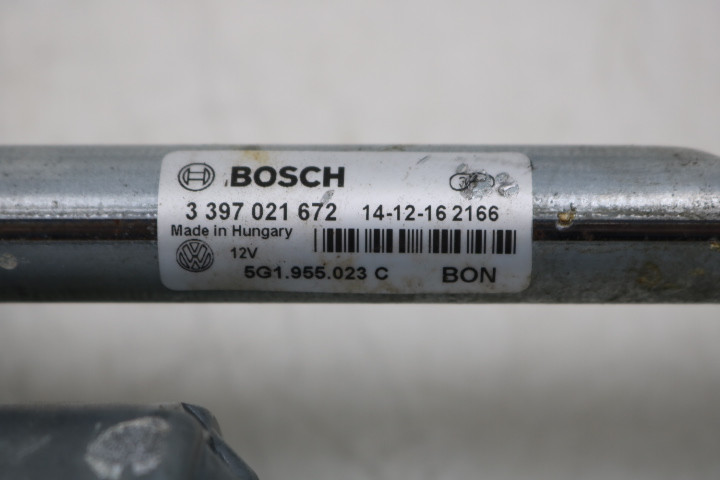 BOSCH
3 397 021 672 14-12-16 2166
Made in Hungary
12V
5G1.955.023 C BON